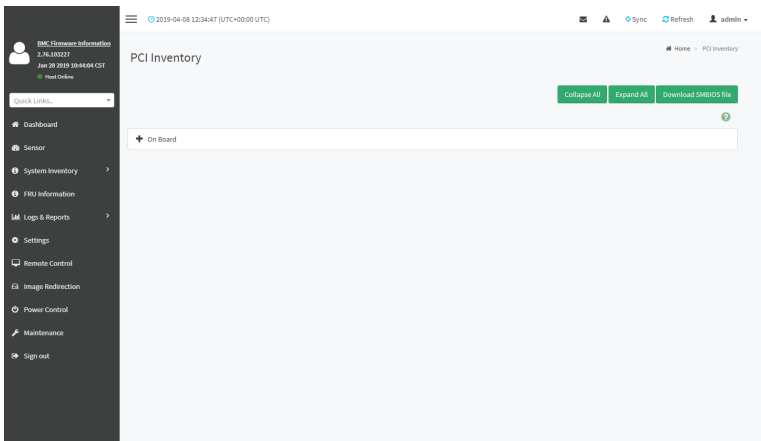 2019-04-08 12:34:47 (UTC+00:00 UTC)
Sync
Refresh
admin
BMC Firmware Information
2.76.103227
Jan 28 2019 10:44:04 CST
Host Online
Quick Links..
Dashboard
Sensor
System Inventory
FRU Information
Logs & Reports
Settings
Remote Control
Image Redirection
Power Control
Maintenance
Sign out
PCI Inventory
Home > PCI Inventory
Collapse All
Expand All
Download SMBIOS file
On Board